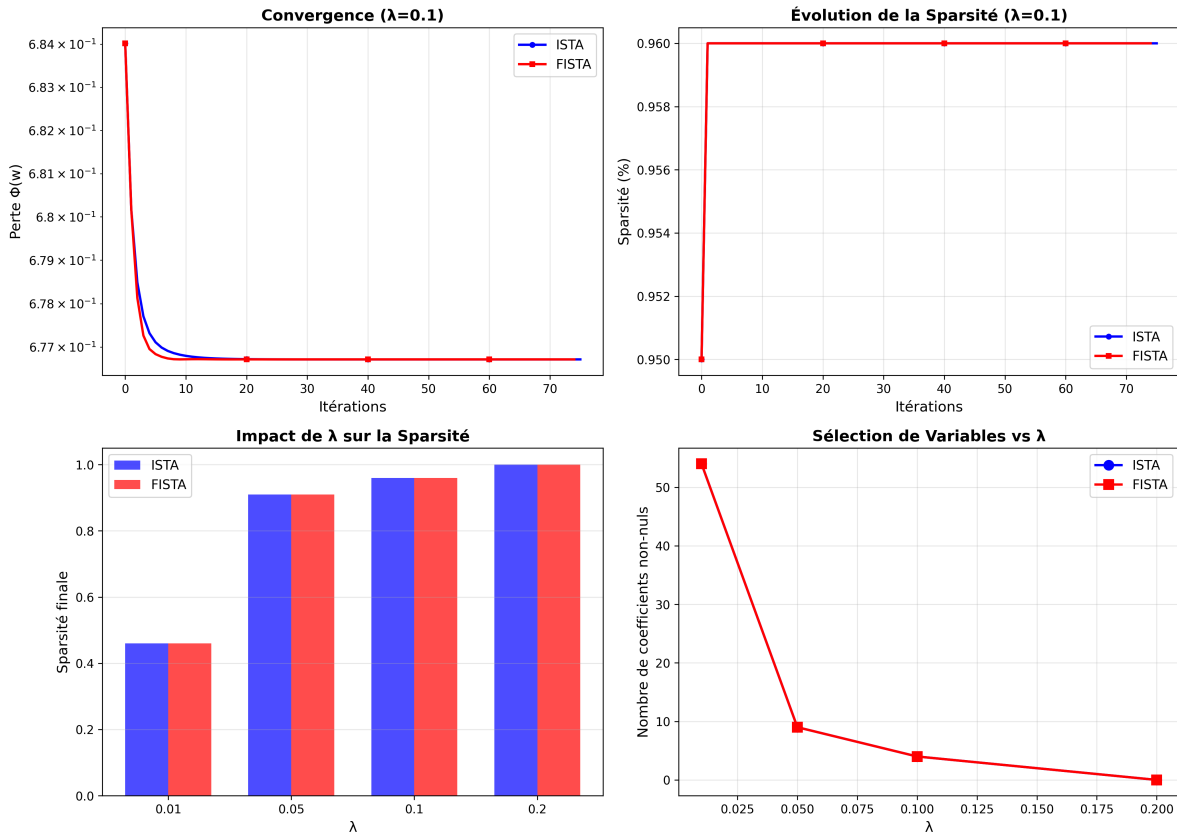 Convergence (λ=0.1)
Perte Φ(w)
6.84 × 10⁻¹
6.83 × 10⁻¹
6.82 × 10⁻¹
6.81 × 10⁻¹
6.8 × 10⁻¹
6.79 × 10⁻¹
6.78 × 10⁻¹
6.77 × 10⁻¹
ISTA
FISTA
0 10 20 30 40 50 60 70
Itérations
Évolution de la Sparsité (λ=0.1)
Sparsité (%)
0.960
0.958
0.956
0.954
0.952
0.950
ISTA
FISTA
0 10 20 30 40 50 60 70
Itérations
Impact de λ sur la Sparsité
Sparsité finale
1.0
0.8
0.6
0.4
0.2
0.0
ISTA
FISTA
0.01 0.05 0.1 0.2
λ
Sélection de Variables vs λ
Nombre de coefficients non-nuls
50
40
30
20
10
0
ISTA
FISTA
0.025 0.050 0.075 0.100 0.125 0.150 0.175 0.200
λ